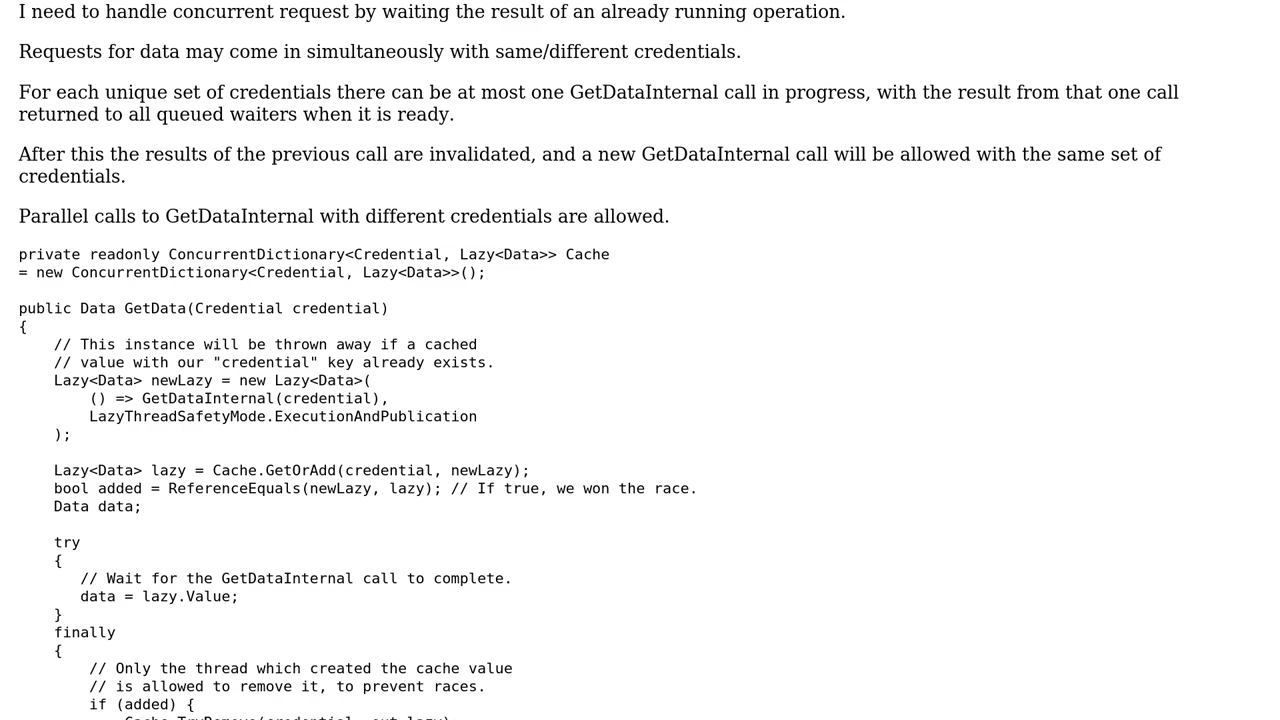 I need to handle concurrent request by waiting the result of an already running operation.
Requests for data may come in simultaneously with same/different credentials.
For each unique set of credentials there can be at most one GetDataInternal call in progress, with the result from that one call
returned to all queued waiters when it is ready.
After this the results of the previous call are invalidated, and a new GetDataInternal call will be allowed with the same set of
credentials.
Parallel calls to GetDataInternal with different credentials are allowed.
private readonly ConcurrentDictionary<Credential, Lazy<Data>> Cache
= new ConcurrentDictionary<Credential, Lazy<Data>>();
public Data GetData(Credential credential)
{
    // This instance will be thrown away if a cached
    // value with our "credential" key already exists.
    Lazy<Data> newLazy = new Lazy<Data>(
        () => GetDataInternal(credential),
        LazyThreadSafetyMode.ExecutionAndPublication
    );
    Lazy<Data> lazy = Cache.GetOrAdd(credential, newLazy);
    bool added = ReferenceEquals(newLazy, lazy); // If true, we won the race.
    Data data;
    try
    {
       // Wait for the GetDataInternal call to complete.
       data = lazy.Value;
    }
    finally
    {
        // Only the thread which created the cache value
        // is allowed to remove it, to prevent races.
        if (added) {
            Cache.TryRemove(credential, out lazy);